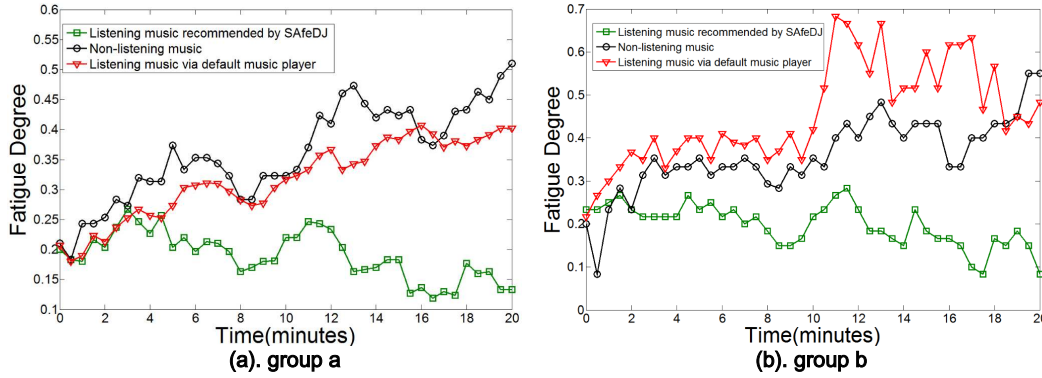 0.6
0.55
0.5
0.45
0.4
0.35
0.3
0.25
0.2
0.15
0.1
Fatigue Degree
Listening music recommended by SAfeDJ
Non-listening music
Listening music via default music player
0 2 4 6 8 10 12 14 16 18 20
Time(minutes)
(a). group a
0.7
0.6
0.5
0.4
0.3
0.2
0.1
0
Fatigue Degree
Listening music recommended by SAfeDJ
Non-listening music
Listening music via default music player
0 2 4 6 8 10 12 14 16 18 20
Time(minutes)
(b). group b